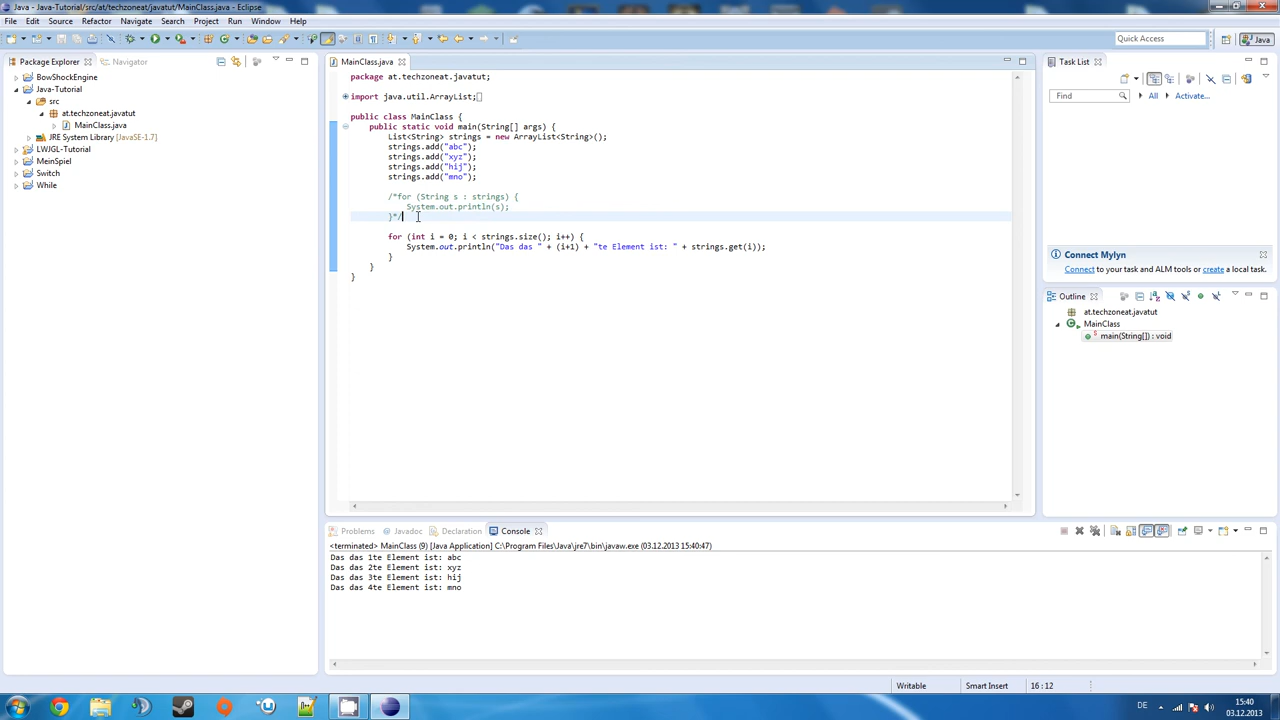 Java - Java-Tutorial/src/at/techzoneat/javatut/MainClass.java - Eclipse
File Edit Source Refactor Navigate Search Project Run Window Help
Quick Access
Java
Package Explorer
Navigator
BowShockEngine
Java-Tutorial
src
at.techzoneat.javatut
MainClass.java
JRE System Library [JavaSE-1.7]
LWJGL-Tutorial
MeinSpiel
Switch
While
MainClass.java
package at.techzoneat.javatut;
import java.util.ArrayList;
public class MainClass {
public static void main(String[] args) {
List<String> strings = new ArrayList<String>();
strings.add("abc");
strings.add("xyz");
strings.add("hij");
strings.add("mno");
/*for (String s : strings) {
System.out.println(s);
}*/
for (int i = 0; i < strings.size(); i++) {
System.out.println("Das das " + (i+1) + "te Element ist: " + strings.get(i));
}
}
}
Task List
Find
All
Activate...
Connect Mylyn
Connect to your task and ALM tools or create a local task.
Outline
at.techzoneat.javatut
MainClass
main(String[]) : void
Problems Javadoc Declaration Console
<terminated> MainClass (9) [Java Application] C:\Program Files\Java\jre7\bin\javaw.exe (03.12.2013 15:40:47)
Das das 1te Element ist: abc
Das das 2te Element ist: xyz
Das das 3te Element ist: hij
Das das 4te Element ist: mno
Writable
Smart Insert
16 : 12
DE
15:40
03.12.2013